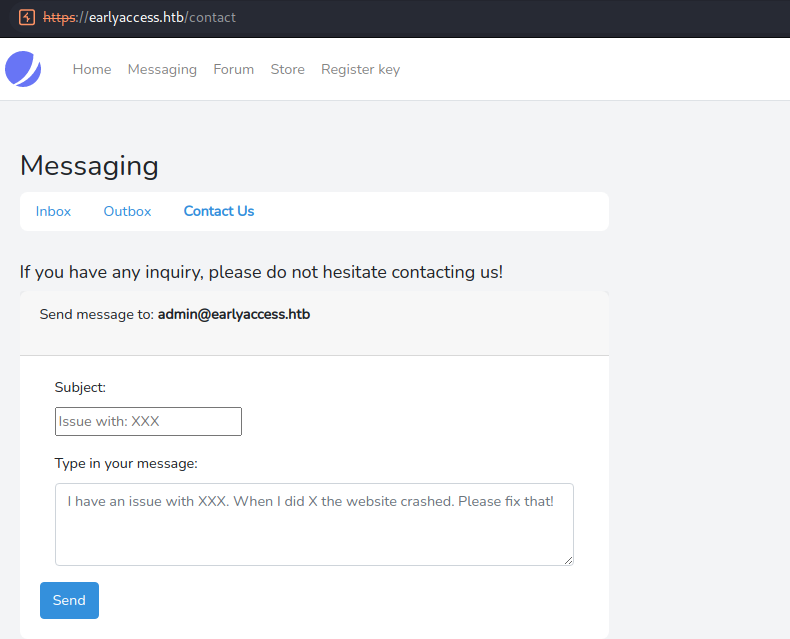 https://earlyaccess.htb/contact
Home Messaging Forum Store Register key
Messaging
Inbox Outbox Contact Us
If you have any inquiry, please do not hesitate contacting us!
Send message to: admin@earlyaccess.htb
Subject:
Issue with: XXX
Type in your message:
I have an issue with XXX. When I did X the website crashed. Please fix that!
Send